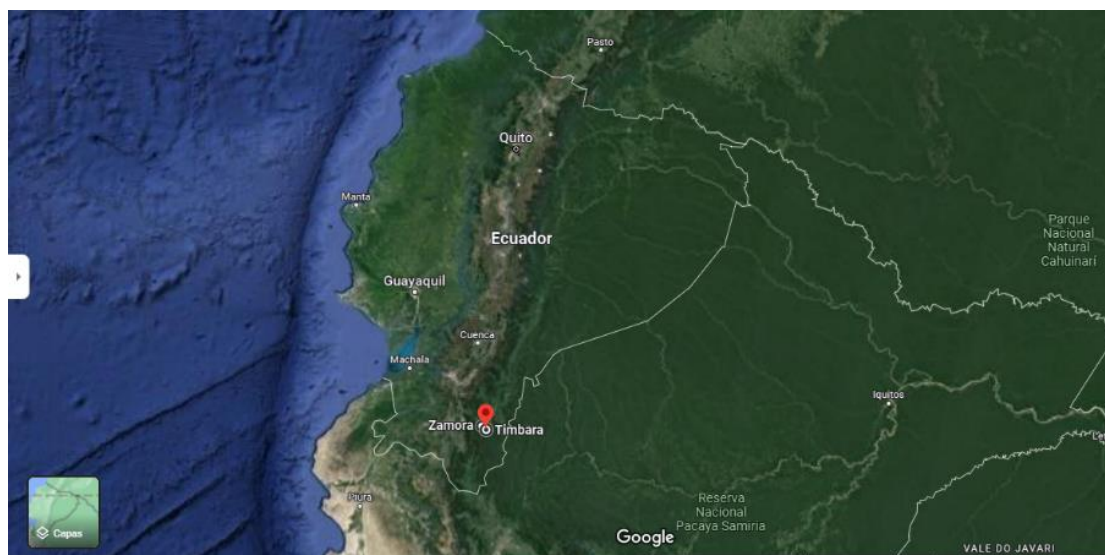 Pasto
Quito
Manta
Ecuador
Parque
Nacional
Natural
Cahuinarí
Guayaquil
Cuenca
Machala
Iquitos
Zamora
Timbara
Piura
Reserva
Nacional
Pacaya Samiria
Capas
Google
VALE DO JAVARI